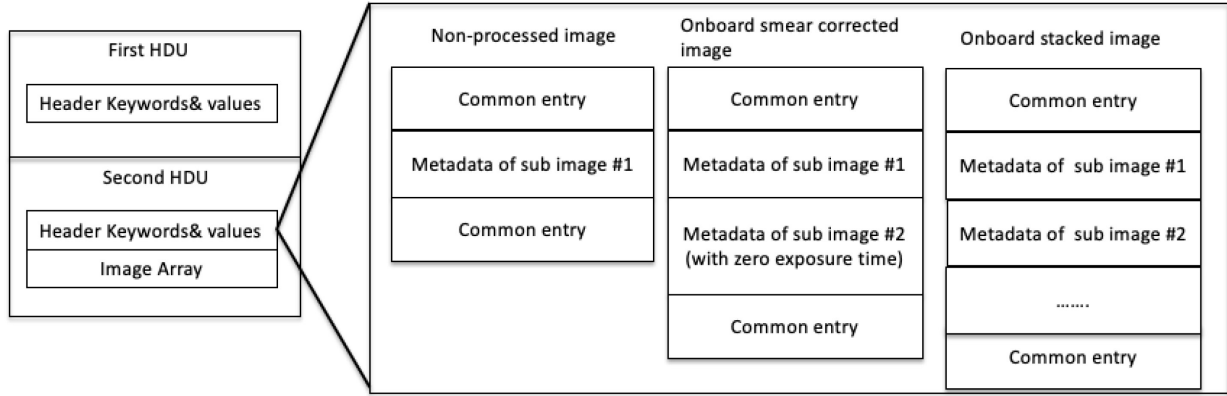 First HDU
Header Keywords& values
Second HDU
Header Keywords& values
Image Array
Non-processed image
Common entry
Metadata of sub image #1
Common entry
Onboard smear corrected
image
Common entry
Metadata of sub image #1
Metadata of sub image #2
(with zero exposure time)
Common entry
Onboard stacked image
Common entry
Metadata of  sub image #1
Metadata of  sub image #2
…….
Common entry